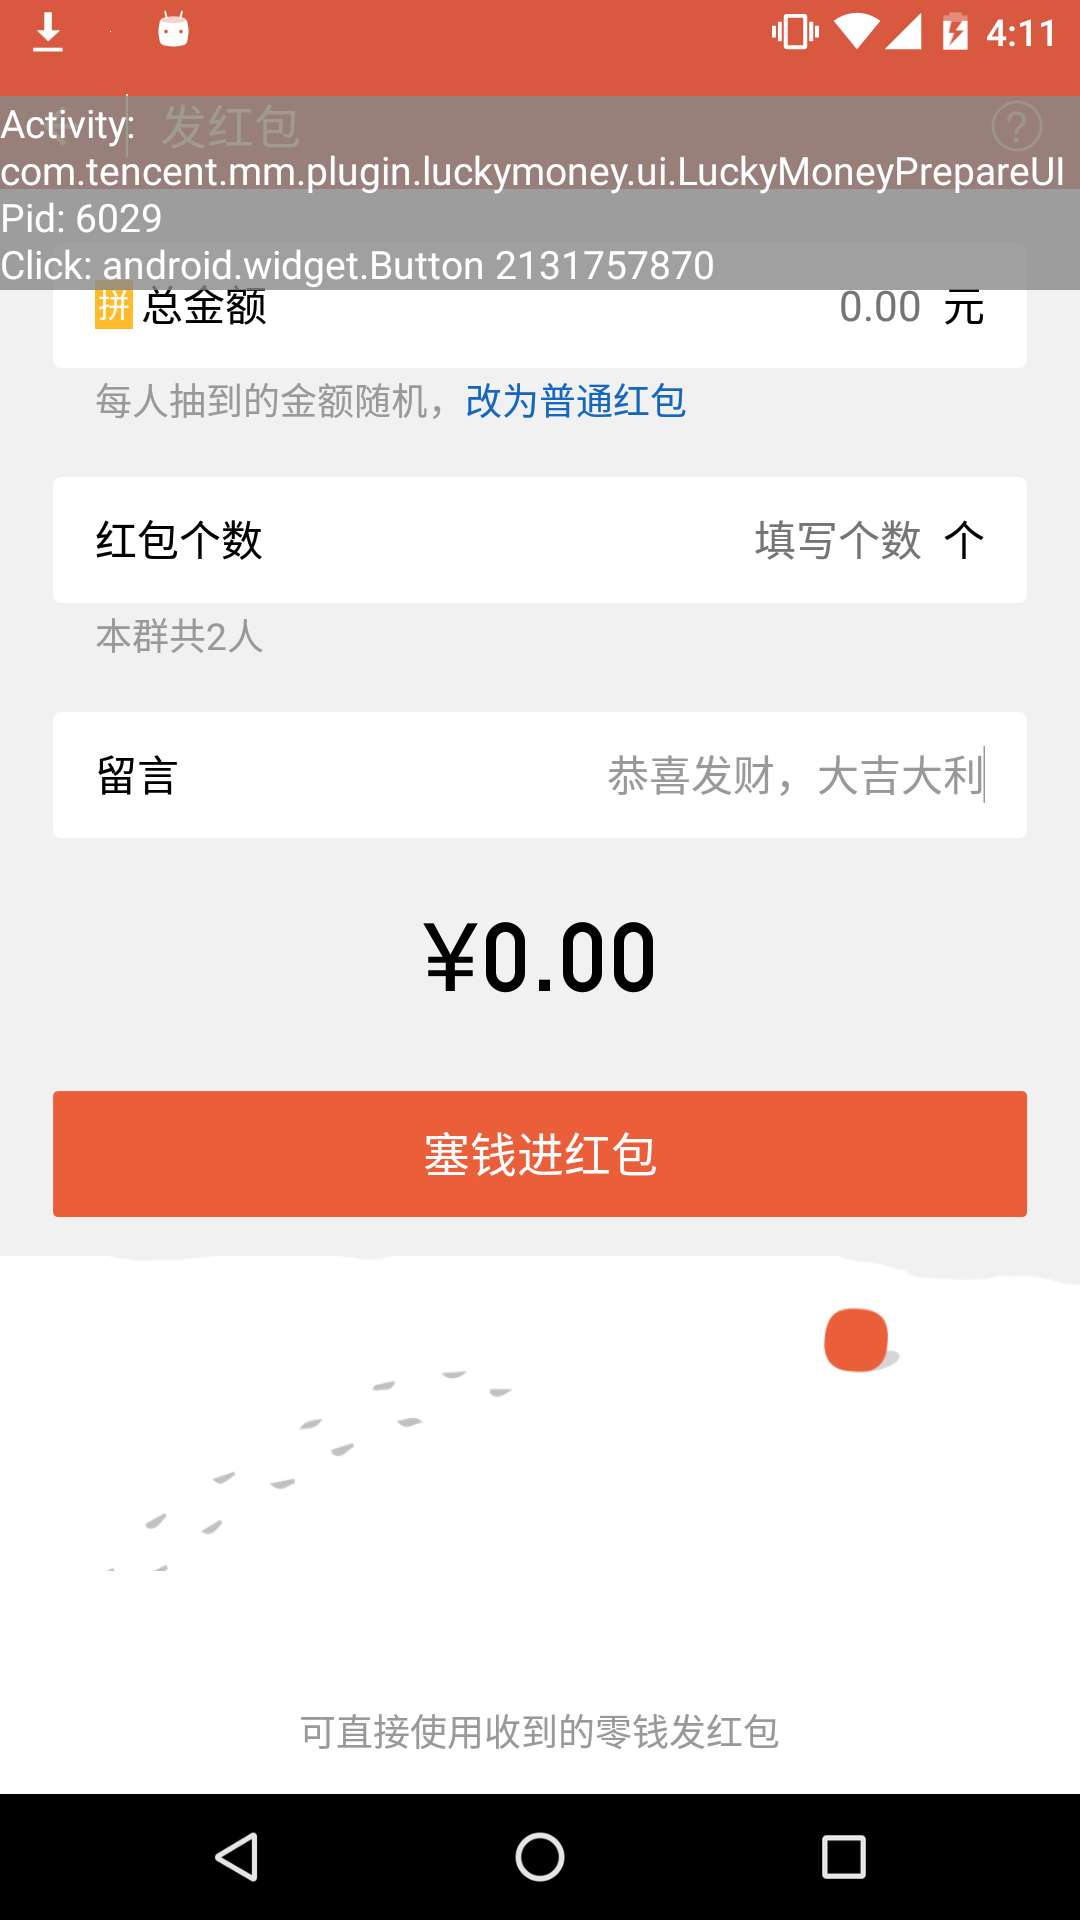 4:11
发红包
Activity:
com.tencent.mm.plugin.luckymoney.ui.LuckyMoneyPrepareUI
Pid: 6029
Click: android.widget.Button 2131757870
拼 总金额 0.00 元
每人抽到的金额随机，改为普通红包
红包个数 填写个数 个
本群共2人
留言 恭喜发财，大吉大利
¥0.00
塞钱进红包
可直接使用收到的零钱发红包